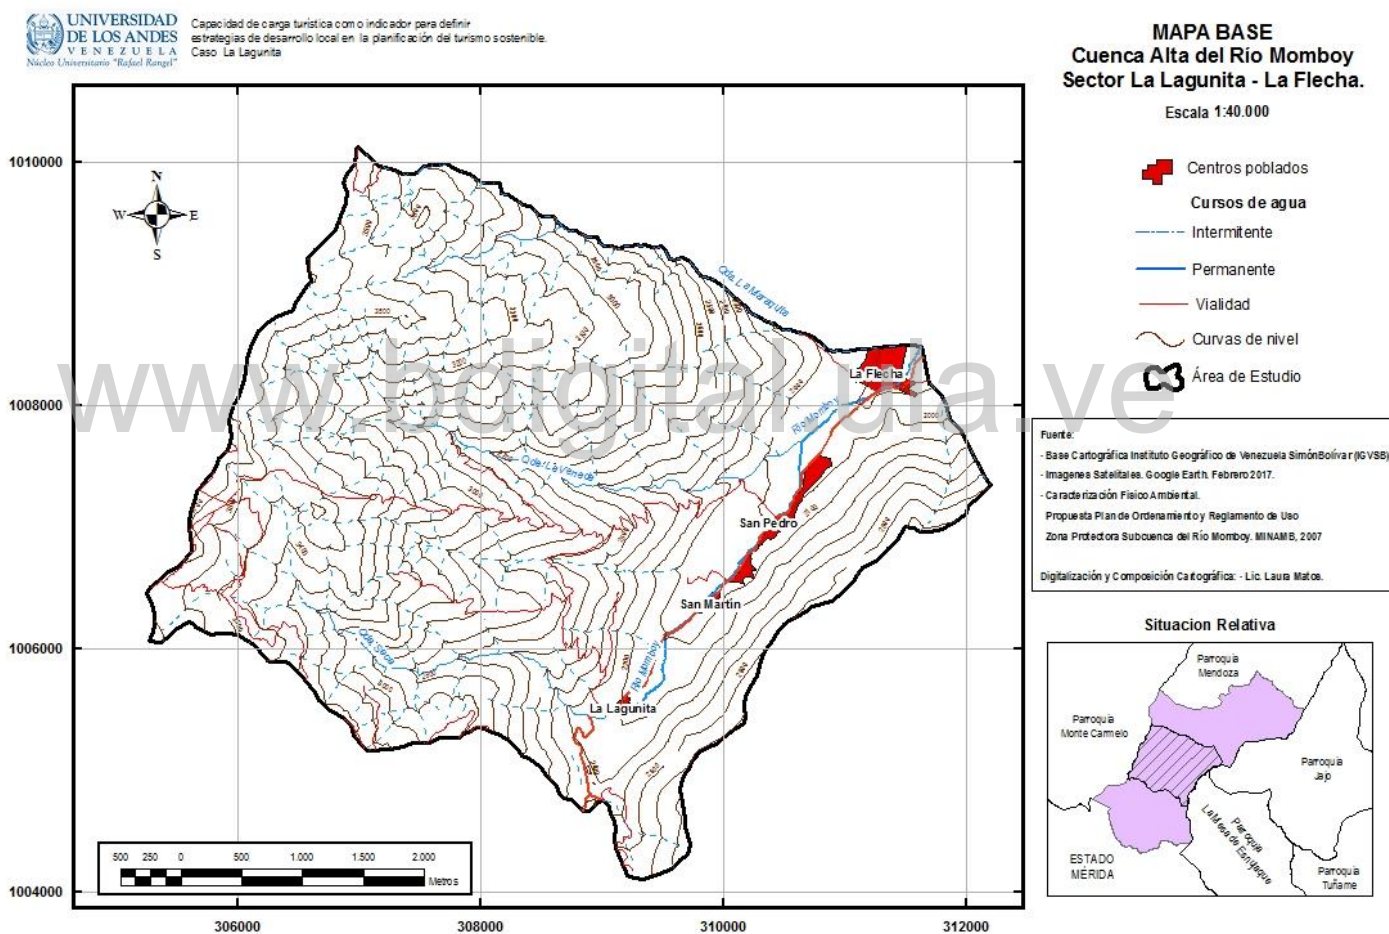 UNIVERSIDAD
DE LOS ANDES
VENEZUELA
Núcleo Universitario "Rafael Rangel"
Capacidad de carga turística como indicador para definir
estrategias de desarrollo local en la planificación del turismo sostenible.
Caso La Lagunita
MAPA BASE
Cuenca Alta del Río Momboy
Sector La Lagunita - La Flecha.
Escala 1:40.000
Centros poblados
Cursos de agua
Intermitente
Permanente
Vialidad
Curvas de nivel
Área de Estudio
Fuente:
- Base Cartográfica Instituto Geográfico de Venezuela SimónBolívar (IGVSB)
- Imagenes Satelitales. Google Earth. Febrero 2017.
- Caracterización Físico Ambiental.
Propuesta Plan de Ordenamiento y Reglamento de Uso
Zona Protectora Subcuenca del Río Momboy. MINAMB, 2007
Digitalización y Composición Cartográfica: - Lic. Laura Matos.
Situacion Relativa
Parroquia
Mendoza
Parroquia
Monte Carmelo
Parroquia
Jajo
Parroquia
La Mesa de Esnujaque
ESTADO
MÉRIDA
Parroquia
Tuñame
1010000
1008000
1006000
1004000
306000
308000
310000
312000
N
W
E
S
Qda. La Maraquita
La Flecha
Río Momboy
San Pedro
San Martín
Río Momboy
La Lagunita
Qda. Seca
500 250 0 500 1.000 1.500 2.000
Metros
www.bdigital.ula.ve